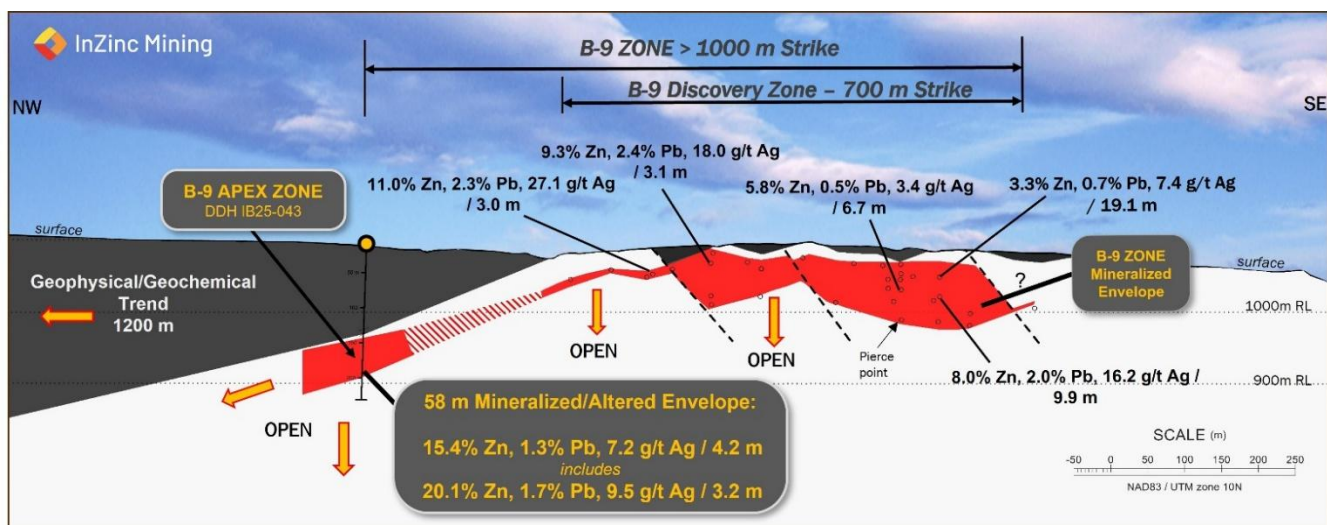 InZinc Mining
B-9 ZONE > 1000 m Strike
B-9 Discovery Zone – 700 m Strike
NW
SE
9.3% Zn, 2.4% Pb, 18.0 g/t Ag
/ 3.1 m
11.0% Zn, 2.3% Pb, 27.1 g/t Ag
/ 3.0 m
5.8% Zn, 0.5% Pb, 3.4 g/t Ag
/ 6.7 m
3.3% Zn, 0.7% Pb, 7.4 g/t Ag
/ 19.1 m
B-9 APEX ZONE
DDH IB25-043
surface
surface
Geophysical/Geochemical
Trend
1200 m
B-9 ZONE
Mineralized
Envelope
?
1000m RL
OPEN
OPEN
Pierce
point
900m RL
8.0% Zn, 2.0% Pb, 16.2 g/t Ag /
9.9 m
OPEN
58 m Mineralized/Altered Envelope:
15.4% Zn, 1.3% Pb, 7.2 g/t Ag / 4.2 m
includes
20.1% Zn, 1.7% Pb, 9.5 g/t Ag / 3.2 m
SCALE (m)
-50 0 50 100 150 200 250
NAD83 / UTM zone 10N